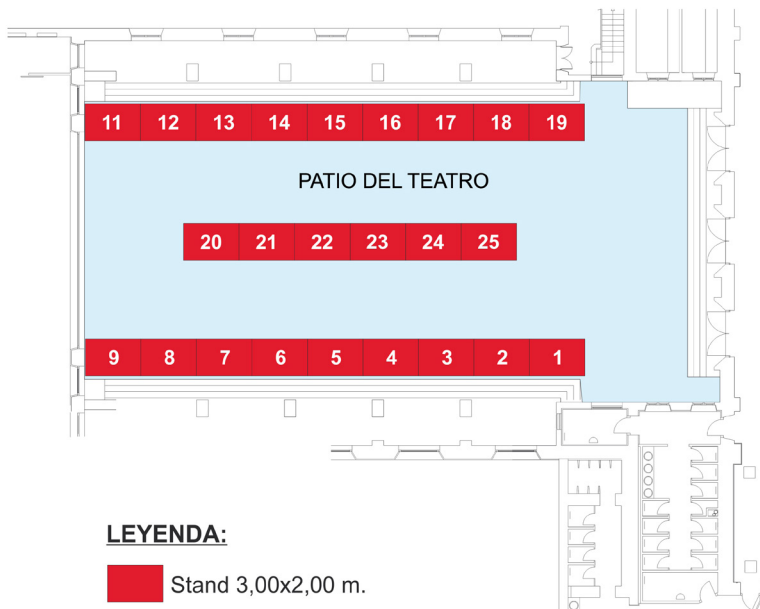 11 12 13 14 15 16 17 18 19
PATIO DEL TEATRO
20 21 22 23 24 25
9 8 7 6 5 4 3 2 1
LEYENDA:
Stand 3,00x2,00 m.